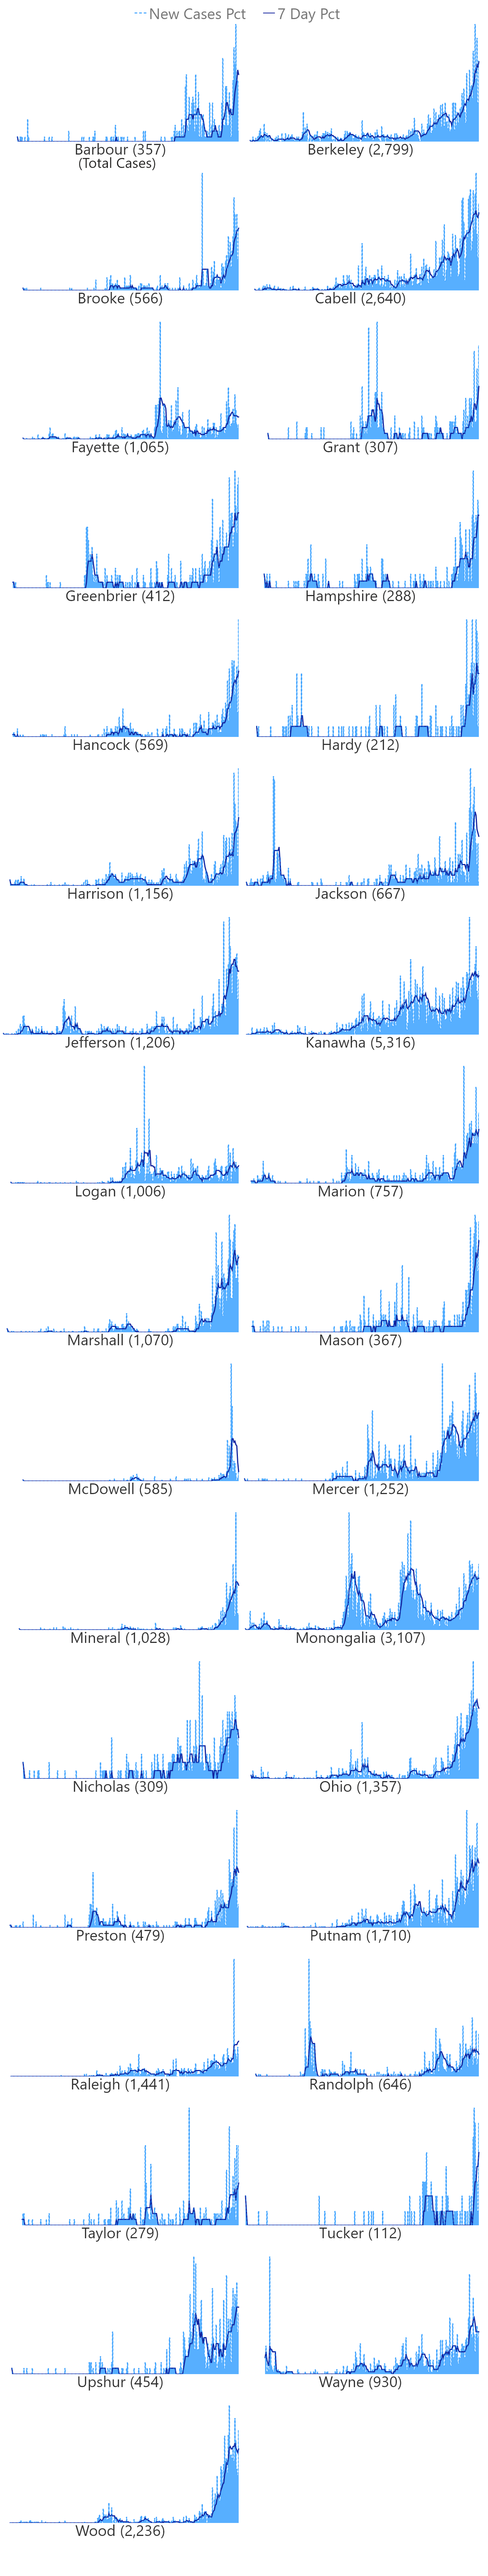 New Cases Pct 7 Day Pct
Barbour (357) Berkeley (2,799)
(Total Cases)
Brooke (566) Cabell (2,640)
Fayette (1,065) Grant (307)
Greenbrier (412) Hampshire (288)
Hancock (569) Hardy (212)
Harrison (1,156) Jackson (667)
Jefferson (1,206) Kanawha (5,316)
Logan (1,006) Marion (757)
Marshall (1,070) Mason (367)
McDowell (585) Mercer (1,252)
Mineral (1,028) Monongalia (3,107)
Nicholas (309) Ohio (1,357)
Preston (479) Putnam (1,710)
Raleigh (1,441) Randolph (646)
Taylor (279) Tucker (112)
Upshur (454) Wayne (930)
Wood (2,236)